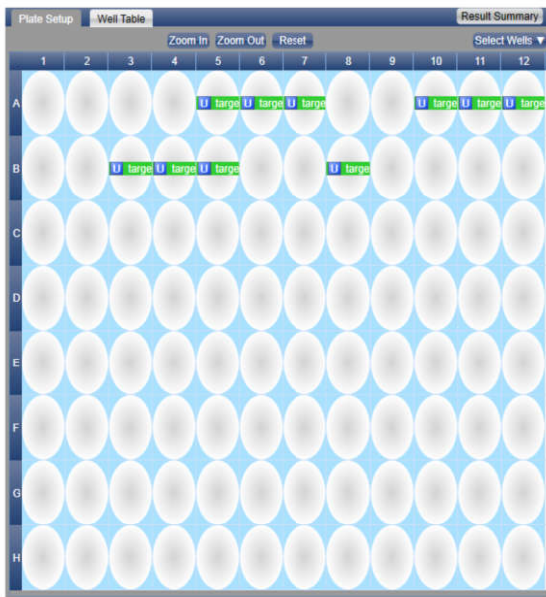 Plate Setup Well Table Result Summary
Zoom In Zoom Out Reset Select Wells ▼
1 2 3 4 5 6 7 8 9 10 11 12
A U targe U targe U targe U targe U targe U targe
B U targe U targe U targe U targe
C
D
E
F
G
H